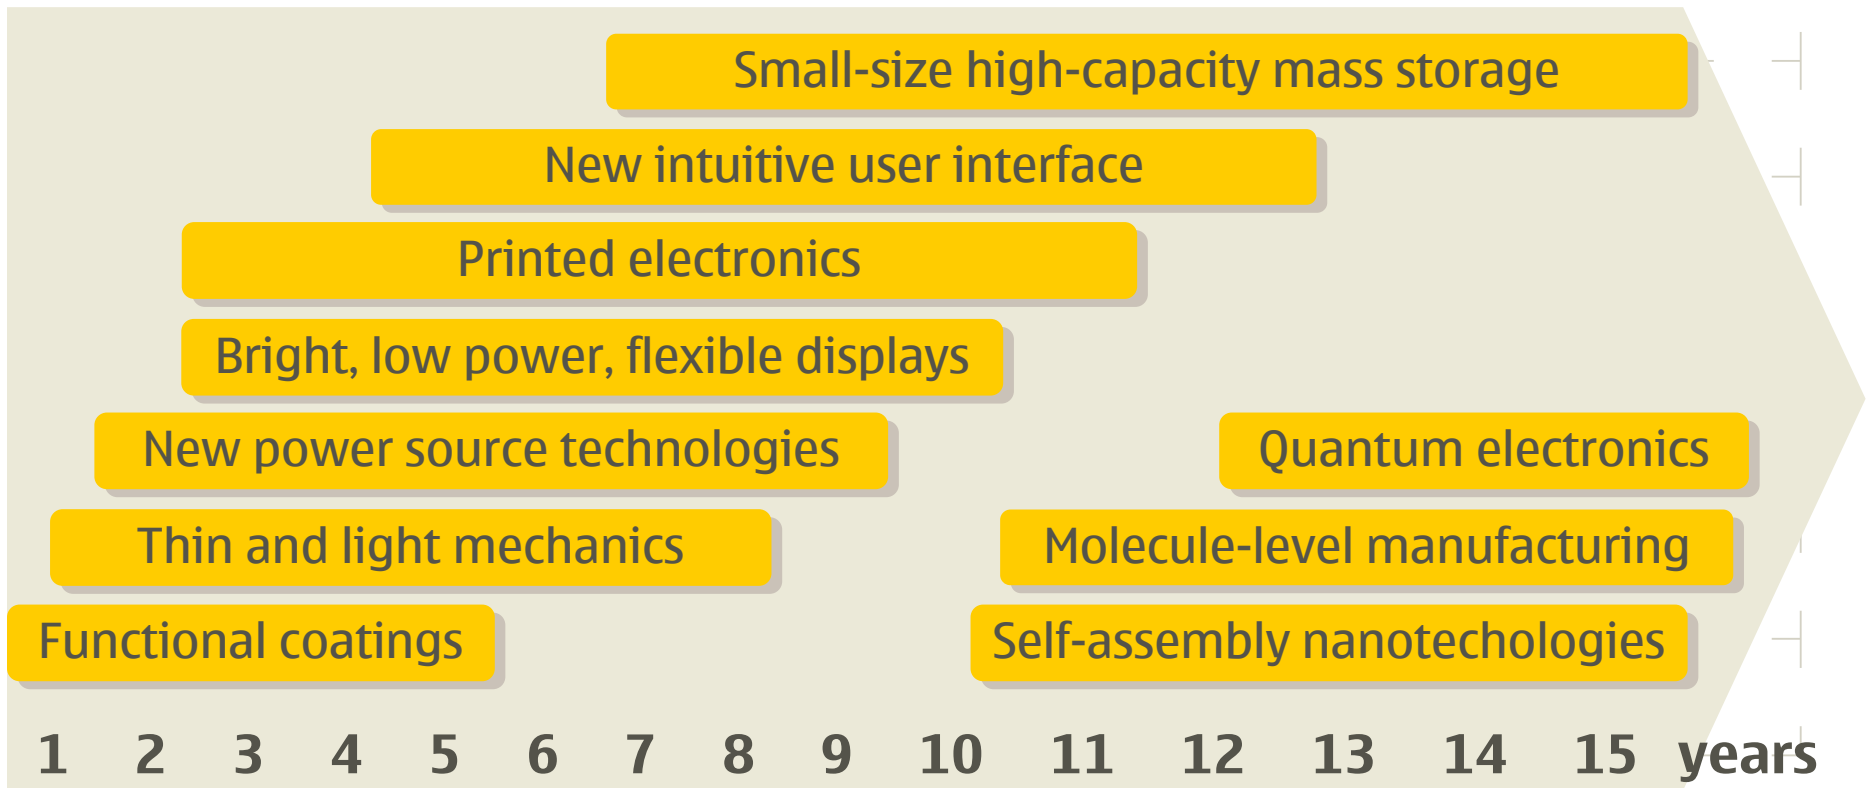 Small-size high-capacity mass storage
New intuitive user interface
Printed electronics
Bright, low power, flexible displays
New power source technologies
Quantum electronics
Thin and light mechanics
Molecule-level manufacturing
Functional coatings
Self-assembly nanotechologies
1 2 3 4 5 6 7 8 9 10 11 12 13 14 15 years